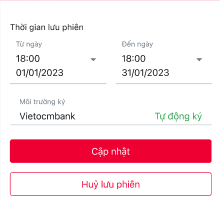 Thời gian lưu phiên
Từ ngày Đến ngày
18:00 18:00
01/01/2023 31/01/2023
Môi trường ký
Vietocmbank Tự động ký
Cập nhật
Huỷ lưu phiên